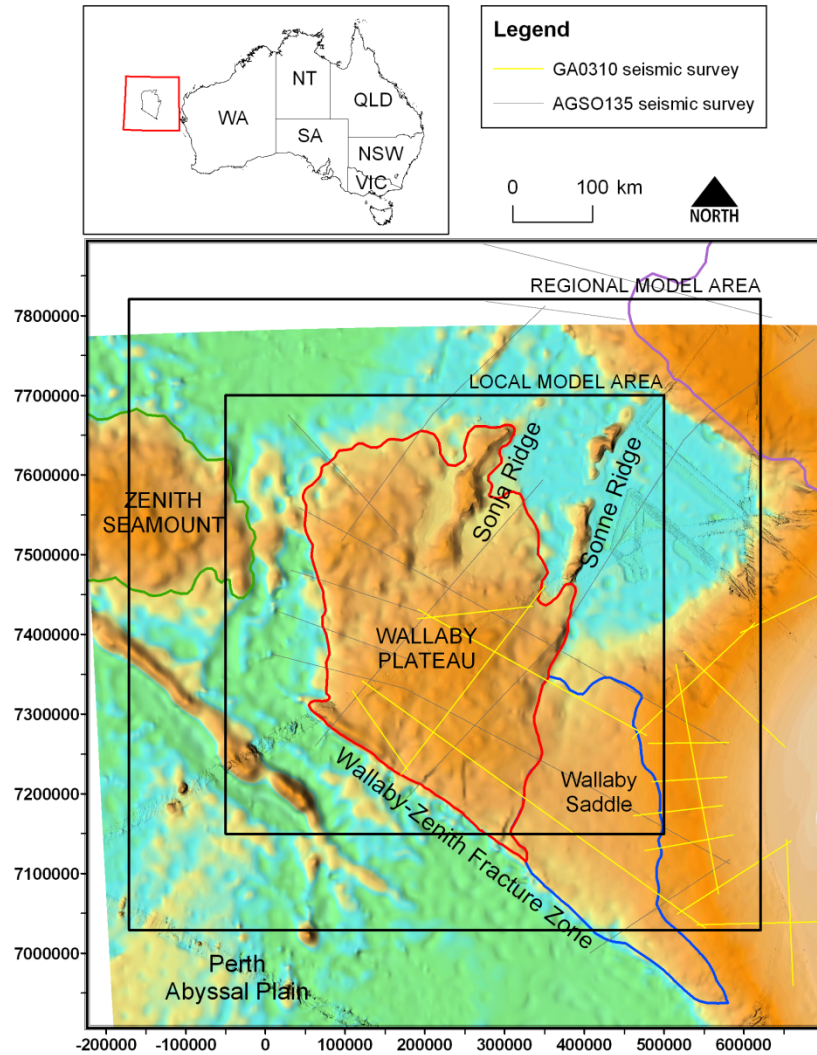 NT
QLD
WA
SA
NSW
VIC
Legend
GA0310 seismic survey
AGSO135 seismic survey
0 100 km
NORTH
REGIONAL MODEL AREA
LOCAL MODEL AREA
7800000
7700000
7600000
7500000
7400000
7300000
7200000
7100000
7000000
ZENITH
SEAMOUNT
Sonja Ridge
Sonne Ridge
WALLABY
PLATEAU
Wallaby
Saddle
Wallaby-Zenith Fracture Zone
Perth
Abyssal Plain
-200000 -100000 0 100000 200000 300000 400000 500000 600000